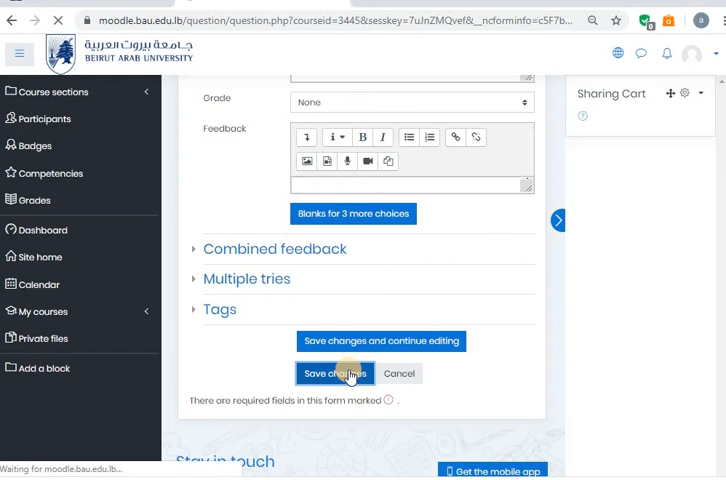 moodle.bau.edu.lb/question/question.php?courseid=3445&sesskey=7uJnZMQvef&__ncforminfo=c5F7b...
a
جامعة بيروت العربية
BEIRUT ARAB UNIVERSITY
Course sections
Participants
Badges
Competencies
Grades
Dashboard
Site home
Calendar
My courses
Private files
Add a block
Grade
None
Feedback
Blanks for 3 more choices
Combined feedback
Multiple tries
Tags
Save changes and continue editing
Save changes
Cancel
There are required fields in this form marked .
Stay in touch
Get the mobile app
Sharing Cart
Waiting for moodle.bau.edu.lb...